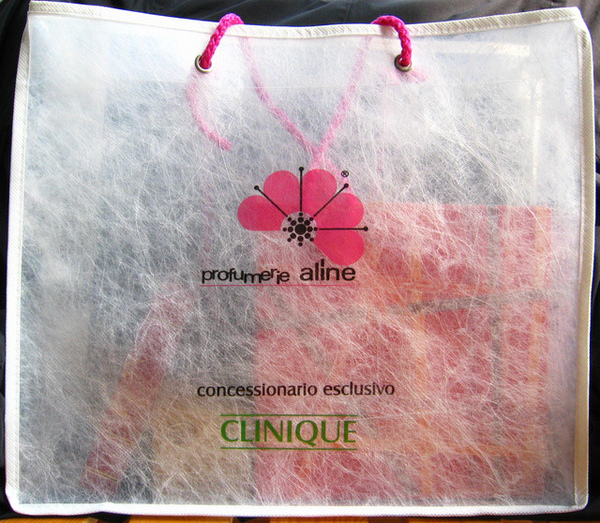 ®
profumerie aline
concessionario esclusivo
CLINIQUE